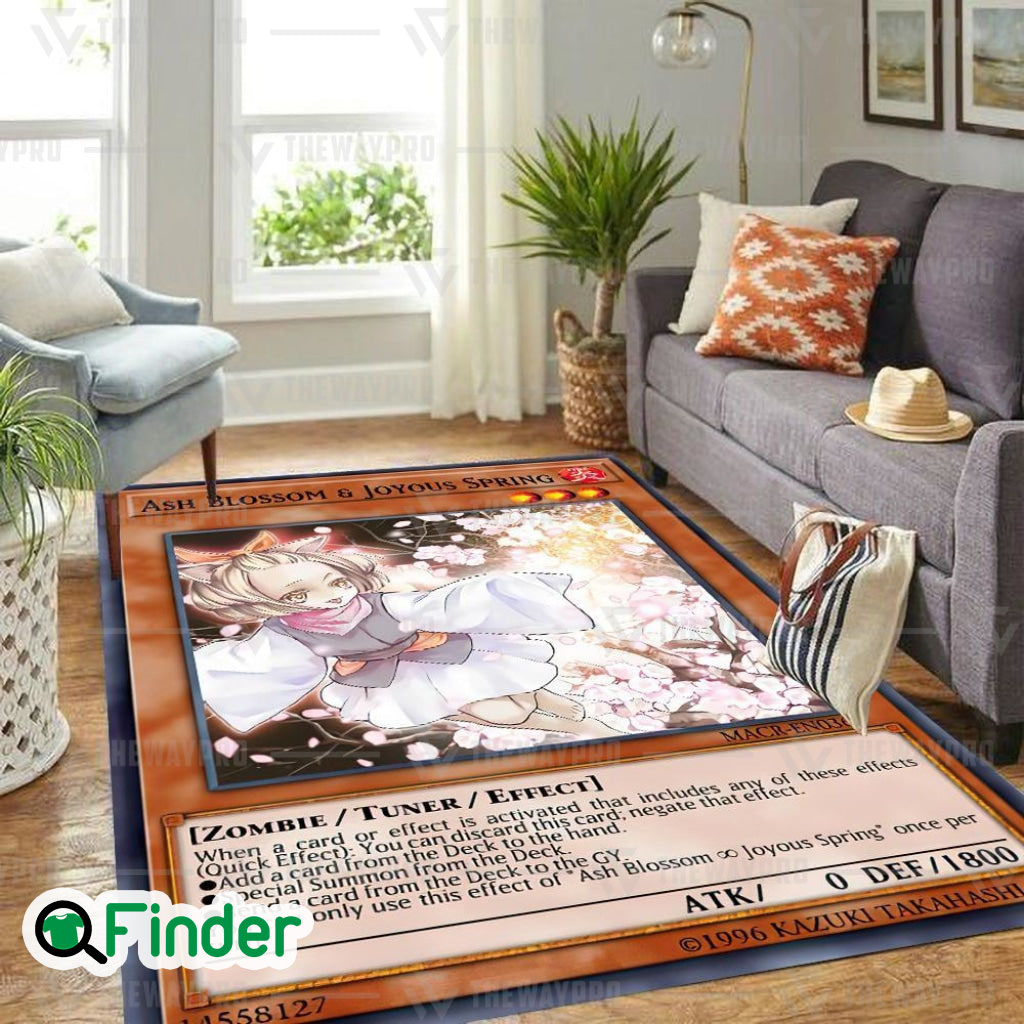 THEWAYPRO
ASH BLOSSOM & JOYOUS SPRING 炎
MACR-EN036
[ZOMBIE / TUNER / EFFECT]
When a card or effect is activated that includes any of these effects
(Quick Effect): You can discard this card; negate that effect.
●Add a card from the Deck to the hand.
●Special Summon from the Deck.
a card from the Deck to the GY.
only use this effect of "Ash Blossom ∞ Joyous Spring" once per
ATK/ 0 DEF/1800
14558127
©1996 KAZUKI TAKAHASHI
Finder